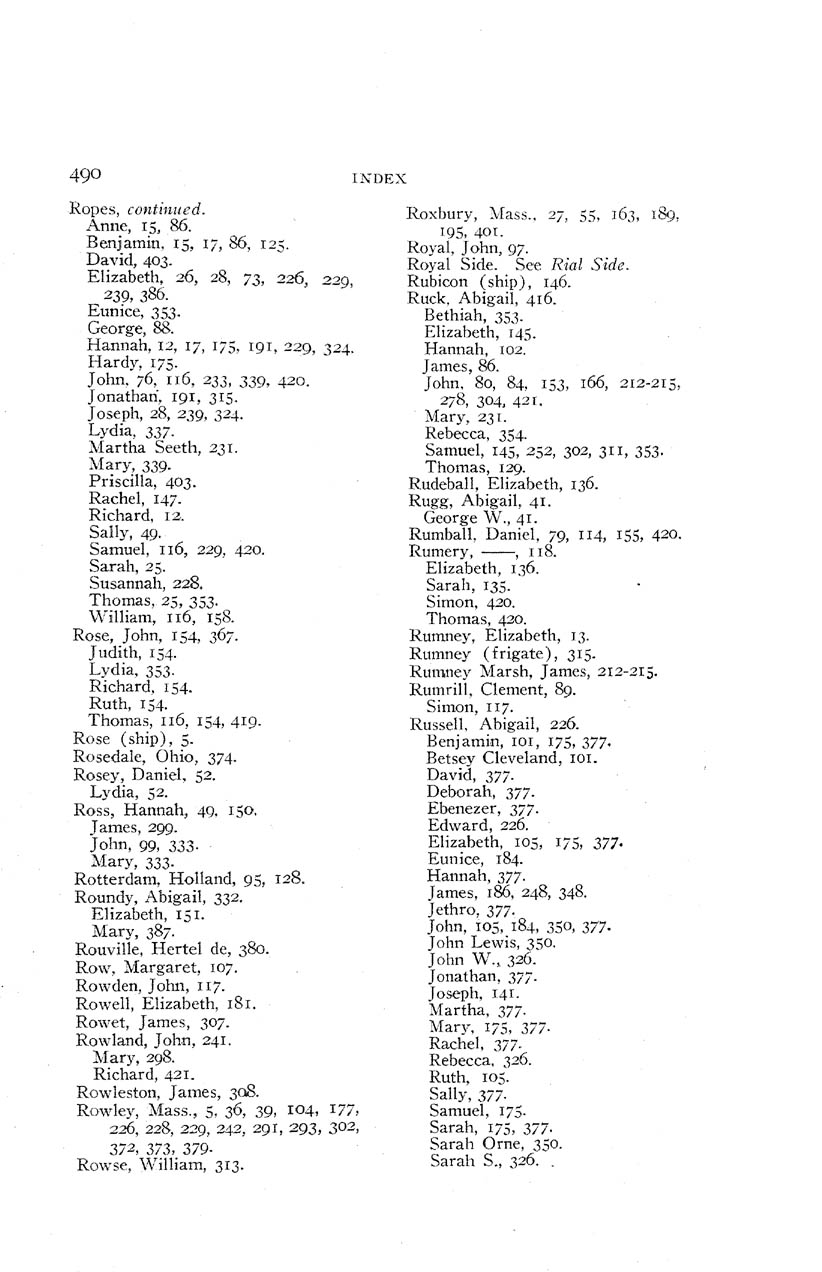 490
INDEX
Ropes, continued.
Anne, 15, 86.
Benjamin, 15, 17, 86, 125.
David, 403.
Elizabeth, 26, 28, 73, 226, 229,
239, 386.
Eunice, 353.
George, 88.
Hannah, 12, 17, 175, 191, 229, 324.
Hardy, 175.
John, 76, 116, 233, 339, 420.
Jonathan, 191, 315.
Joseph, 28, 239, 324.
Lydia, 337.
Martha Seeth, 231.
Mary, 339.
Priscilla, 403.
Rachel, 147.
Richard, 12.
Sally, 49.
Samuel, 116, 229, 420.
Sarah, 25.
Susannah, 228.
Thomas, 25, 353.
William, 116, 158.
Rose, John, 154, 367.
Judith, 154.
Lydia, 353.
Richard, 154.
Ruth, 154.
Thomas, 116, 154, 419.
Rose (ship), 5.
Rosedale, Ohio, 374.
Rosey, Daniel, 52.
Lydia, 52.
Ross, Hannah, 49, 150.
James, 299.
John, 99, 333.
Mary, 333.
Rotterdam, Holland, 95, 128.
Roundy, Abigail, 332.
Elizabeth, 151.
Mary, 387.
Rouville, Hertel de, 380.
Row, Margaret, 107.
Rowden, John, 117.
Rowell, Elizabeth, 181.
Rowet, James, 307.
Rowland, John, 241.
Mary, 298.
Richard, 421.
Rowleston, James, 308.
Rowley, Mass., 5, 36, 39, 104, 177,
226, 228, 229, 242, 291, 293, 302,
372, 373, 379.
Rowse, William, 313.
Roxbury, Mass., 27, 55, 163, 189,
195, 401.
Royal, John, 97.
Royal Side. See Rial Side.
Rubicon (ship), 146.
Ruck, Abigail, 416.
Bethiah, 353.
Elizabeth, 145.
Hannah, 102.
James, 86.
John, 80, 84, 153, 166, 212-215,
278, 304, 421.
Mary, 231.
Rebecca, 354.
Samuel, 145, 252, 302, 311, 353.
Thomas, 129.
Rudeball, Elizabeth, 136.
Rugg, Abigail, 41.
George W., 41.
Rumball, Daniel, 79, 114, 155, 420.
Rumery, ——, 118.
Elizabeth, 136.
Sarah, 135.
Simon, 420.
Thomas, 420.
Rumney, Elizabeth, 13.
Rumney (frigate), 315.
Rumney Marsh, James, 212-215.
Rumrill, Clement, 89.
Simon, 117.
Russell, Abigail, 226.
Benjamin, 101, 175, 377.
Betsey Cleveland, 101.
David, 377.
Deborah, 377.
Ebenezer, 377.
Edward, 226.
Elizabeth, 105, 175, 377.
Eunice, 184.
Hannah, 377.
James, 186, 248, 348.
Jethro, 377.
John, 105, 184, 350, 377.
John Lewis, 350.
John W., 326.
Jonathan, 377.
Joseph, 141.
Martha, 377.
Mary, 175, 377.
Rachel, 377.
Rebecca, 326.
Ruth, 105.
Sally, 377.
Samuel, 175.
Sarah, 175, 377.
Sarah Orne, 350.
Sarah S., 326.